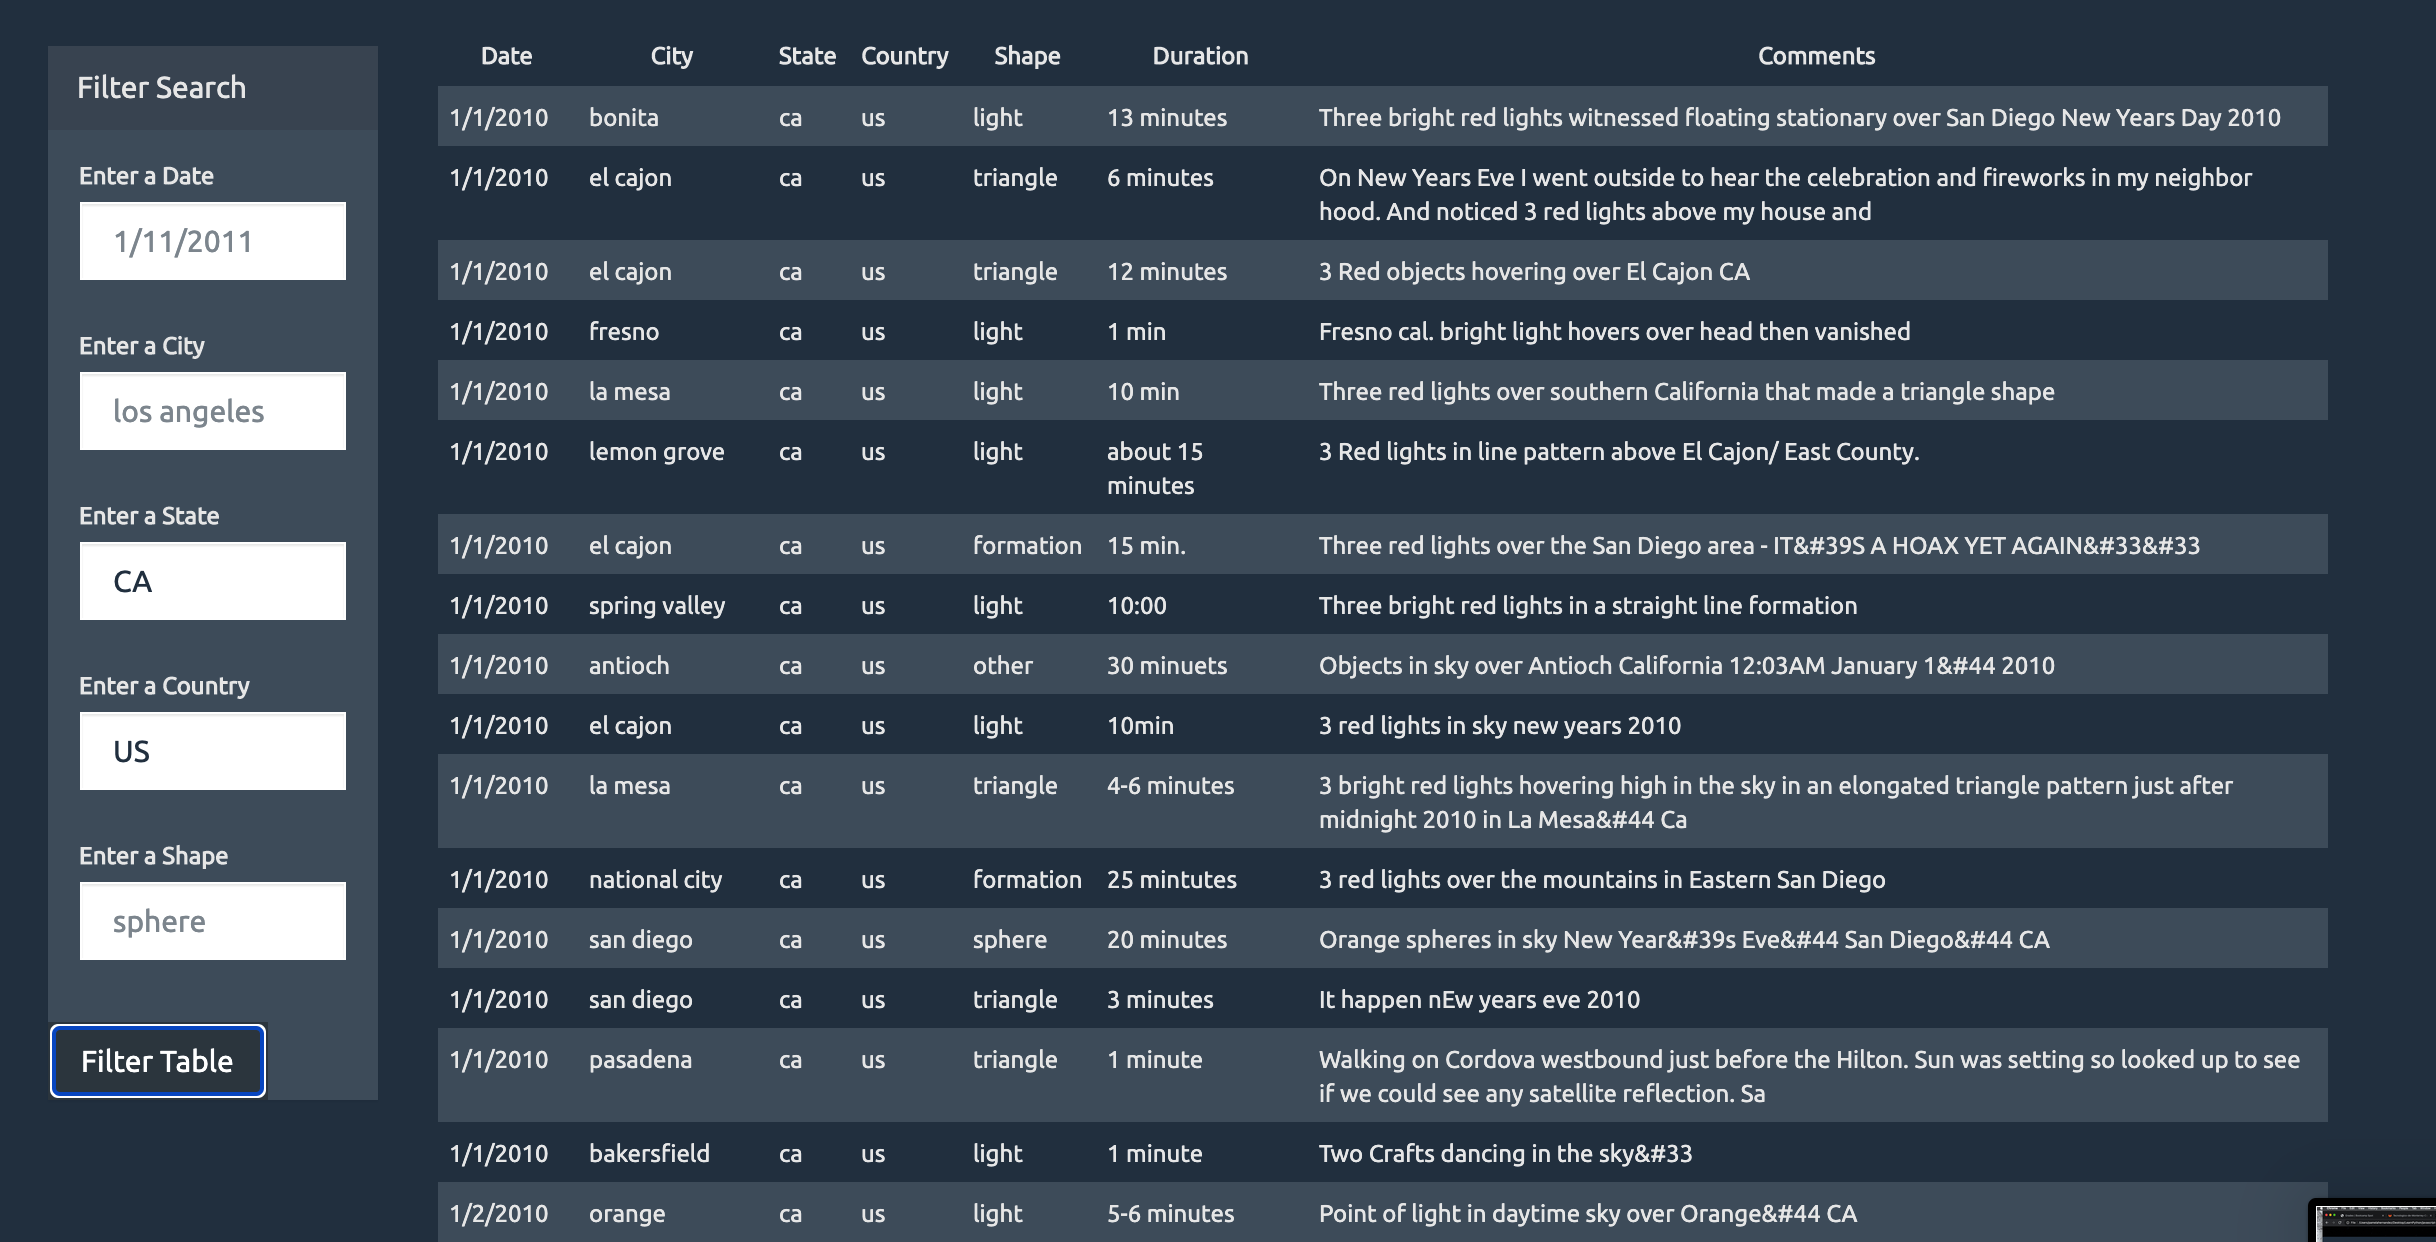 Filter Search
Enter a Date
1/11/2011
Enter a City
los angeles
Enter a State
CA
Enter a Country
US
Enter a Shape
sphere
Filter Table
Date City State Country Shape Duration Comments
1/1/2010 bonita ca us light 13 minutes Three bright red lights witnessed floating stationary over San Diego New Years Day 2010
1/1/2010 el cajon ca us triangle 6 minutes On New Years Eve I went outside to hear the celebration and fireworks in my neighbor
hood. And noticed 3 red lights above my house and
1/1/2010 el cajon ca us triangle 12 minutes 3 Red objects hovering over El Cajon CA
1/1/2010 fresno ca us light 1 min Fresno cal. bright light hovers over head then vanished
1/1/2010 la mesa ca us light 10 min Three red lights over southern California that made a triangle shape
1/1/2010 lemon grove ca us light about 15 3 Red lights in line pattern above El Cajon/ East County.
minutes
1/1/2010 el cajon ca us formation 15 min. Three red lights over the San Diego area - IT&#39S A HOAX YET AGAIN&#33&#33
1/1/2010 spring valley ca us light 10:00 Three bright red lights in a straight line formation
1/1/2010 antioch ca us other 30 minuets Objects in sky over Antioch California 12:03AM January 1&#44 2010
1/1/2010 el cajon ca us light 10min 3 red lights in sky new years 2010
1/1/2010 la mesa ca us triangle 4-6 minutes 3 bright red lights hovering high in the sky in an elongated triangle pattern just after
midnight 2010 in La Mesa&#44 Ca
1/1/2010 national city ca us formation 25 mintutes 3 red lights over the mountains in Eastern San Diego
1/1/2010 san diego ca us sphere 20 minutes Orange spheres in sky New Year&#39s Eve&#44 San Diego&#44 CA
1/1/2010 san diego ca us triangle 3 minutes It happen nEw years eve 2010
1/1/2010 pasadena ca us triangle 1 minute Walking on Cordova westbound just before the Hilton. Sun was setting so looked up to see
if we could see any satellite reflection. Sa
1/1/2010 bakersfield ca us light 1 minute Two Crafts dancing in the sky&#33
1/2/2010 orange ca us light 5-6 minutes Point of light in daytime sky over Orange&#44 CA